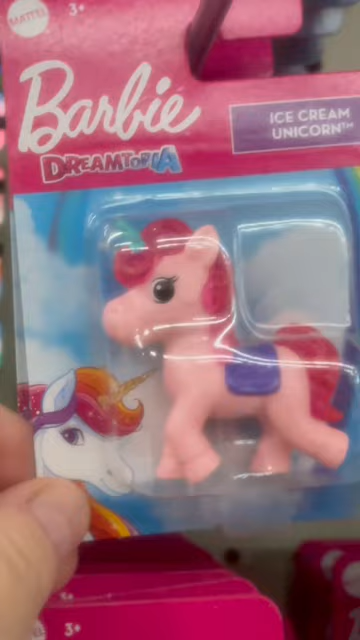 MATTEL
3+
Barbie
DREAMTOPIA
ICE CREAM
UNICORN™
3+